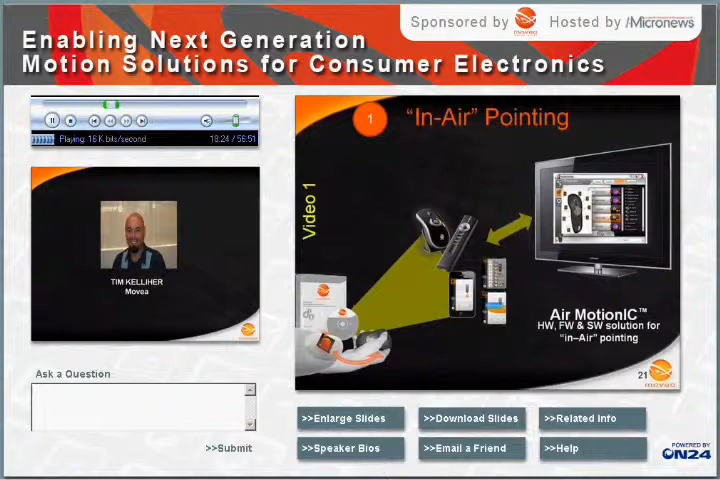 Sponsored by movea Hosted by iMicronews
Enabling Next Generation
Motion Solutions for Consumer Electronics
Playing: 16 K bits/second 18:24 / 56:51
TIM KELLIHER
Movea
Ask a Question
>>Submit
1 "In-Air" Pointing
Video 1
Air MotionIC™
HW, FW & SW solution for
"in–Air" pointing
21
movea
>>Enlarge Slides >>Download Slides >>Related Info
>>Speaker Bios >>Email a Friend >>Help
POWERED BY
ON24